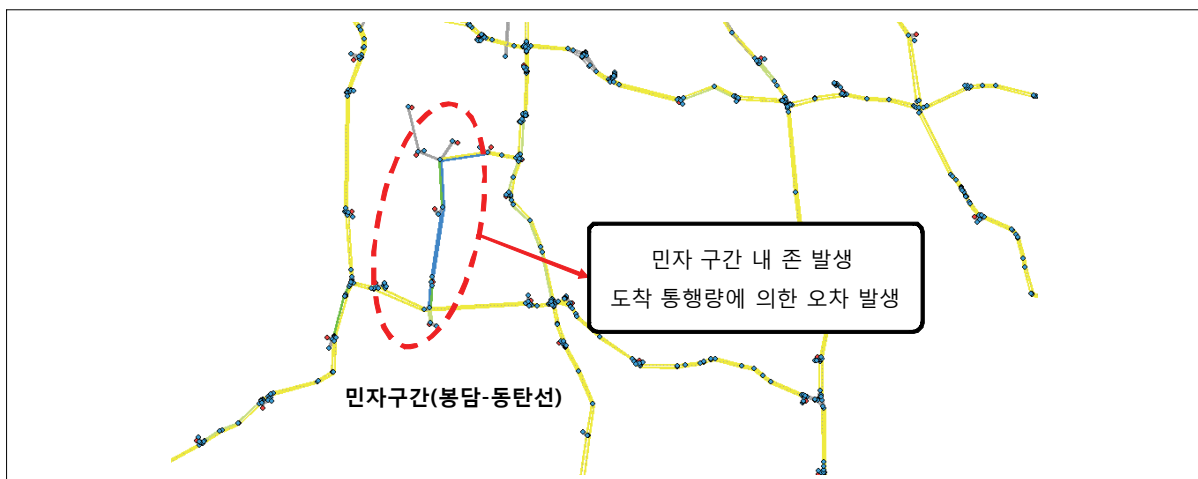 민자 구간 내 존 발생
도착 통행량에 의한 오차 발생
민자구간(봉담-동탄선)